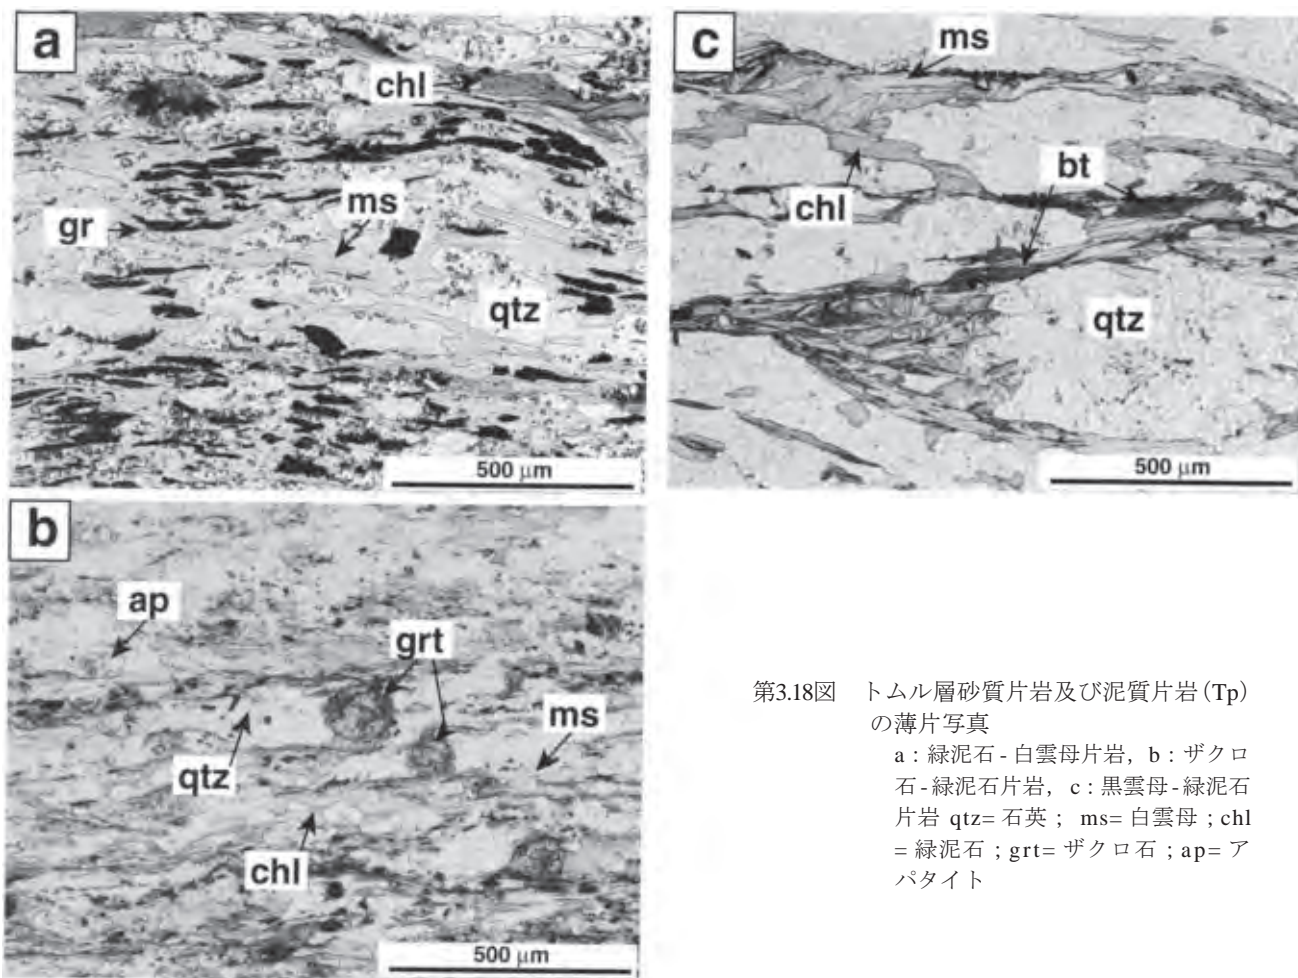 a
chl
ms
gr
qtz
500 μm
c
ms
chl
bt
qtz
500 μm
b
ap
grt
qtz
ms
chl
500 μm
第3.18図 トムル層砂質片岩及び泥質片岩(Tp)
の薄片写真
a：緑泥石 - 白雲母片岩，b：ザクロ
石 - 緑泥石片岩，c：黒雲母 - 緑泥石
片岩 qtz= 石英； ms= 白雲母；chl
= 緑泥石；grt= ザクロ石；ap= ア
パタイト